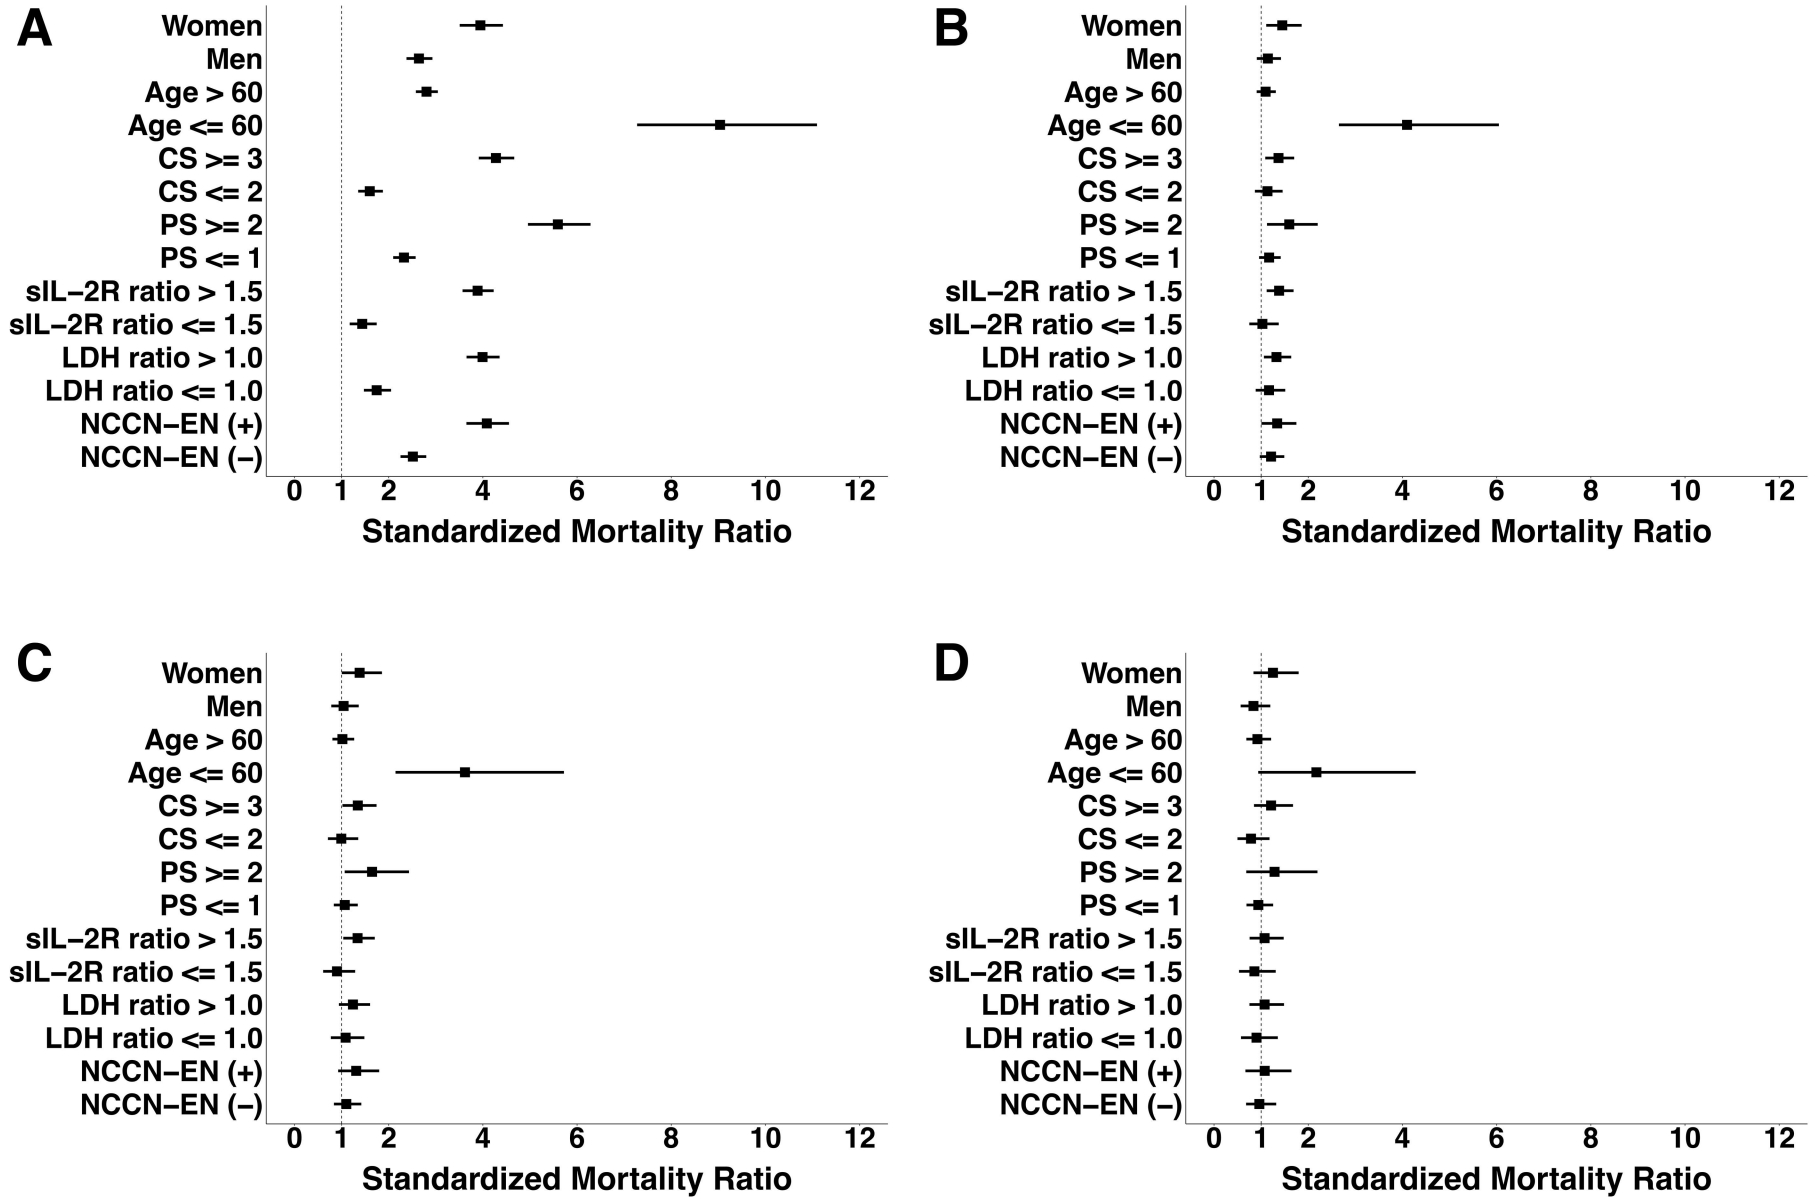 A
Women
Men
Age > 60
Age <= 60
CS >= 3
CS <= 2
PS >= 2
PS <= 1
sIL−2R ratio > 1.5
sIL−2R ratio <= 1.5
LDH ratio > 1.0
LDH ratio <= 1.0
NCCN−EN (+)
NCCN−EN (−)
0 1 2 4 6 8 10 12
Standardized Mortality Ratio
B
Women
Men
Age > 60
Age <= 60
CS >= 3
CS <= 2
PS >= 2
PS <= 1
sIL−2R ratio > 1.5
sIL−2R ratio <= 1.5
LDH ratio > 1.0
LDH ratio <= 1.0
NCCN−EN (+)
NCCN−EN (−)
0 1 2 4 6 8 10 12
Standardized Mortality Ratio
C
Women
Men
Age > 60
Age <= 60
CS >= 3
CS <= 2
PS >= 2
PS <= 1
sIL−2R ratio > 1.5
sIL−2R ratio <= 1.5
LDH ratio > 1.0
LDH ratio <= 1.0
NCCN−EN (+)
NCCN−EN (−)
0 1 2 4 6 8 10 12
Standardized Mortality Ratio
D
Women
Men
Age > 60
Age <= 60
CS >= 3
CS <= 2
PS >= 2
PS <= 1
sIL−2R ratio > 1.5
sIL−2R ratio <= 1.5
LDH ratio > 1.0
LDH ratio <= 1.0
NCCN−EN (+)
NCCN−EN (−)
0 1 2 4 6 8 10 12
Standardized Mortality Ratio